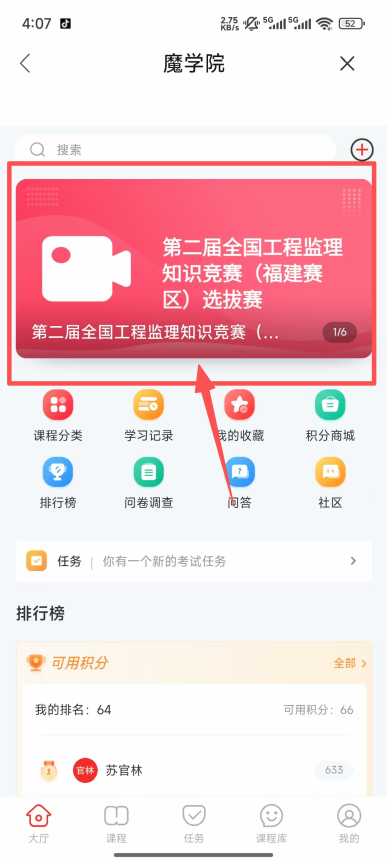 4:07
2.75
KB/s
5G
5G
52
魔学院
搜索
第二届全国工程监理
知识竞赛（福建赛
区）选拔赛
第二届全国工程监理知识竞赛（...
1/6
课程分类
学习记录
我的收藏
积分商城
排行榜
问卷调查
问答
社区
任务
你有一个新的考试任务
排行榜
可用积分
全部
我的排名：64
可用积分：66
1
官林
苏官林
633
大厅
课程
任务
课程库
我的